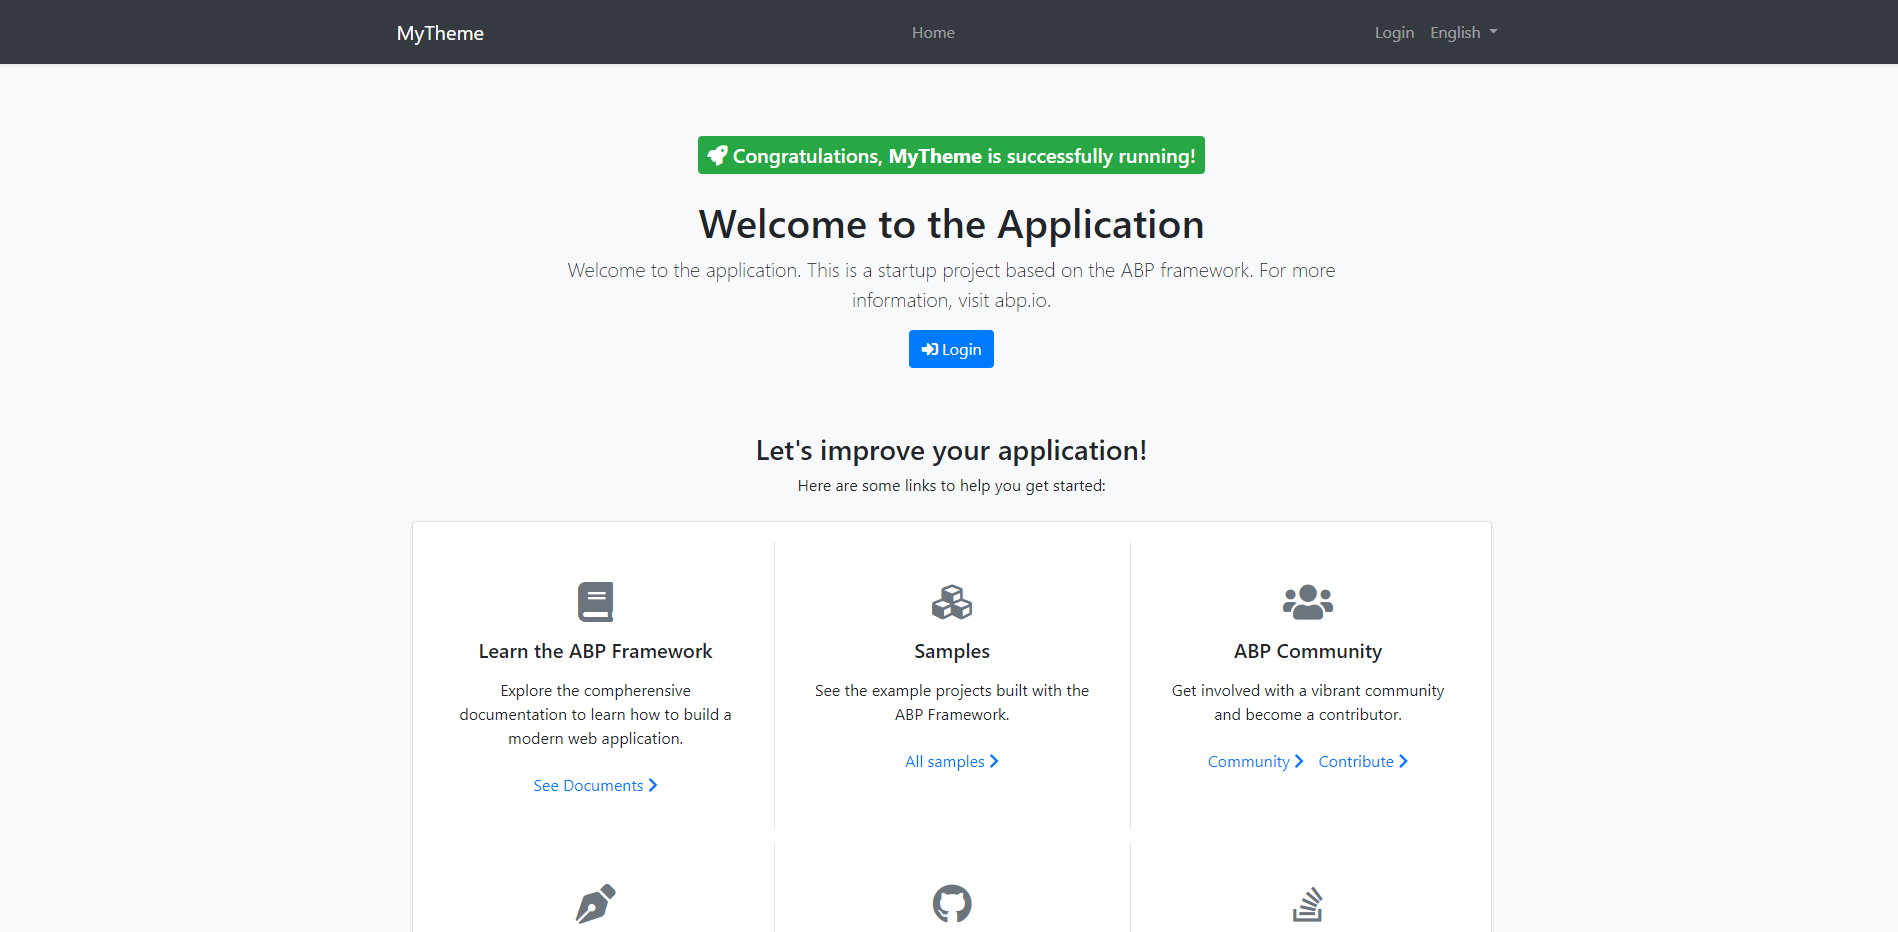 MyTheme
Home
Login
English
Congratulations, MyTheme is successfully running!
Welcome to the Application
Welcome to the application. This is a startup project based on the ABP framework. For more
information, visit abp.io.
Login
Let's improve your application!
Here are some links to help you get started:
Learn the ABP Framework
Explore the compherensive
documentation to learn how to build a
modern web application.
See Documents
Samples
See the example projects built with the
ABP Framework.
All samples
ABP Community
Get involved with a vibrant community
and become a contributor.
Community
Contribute